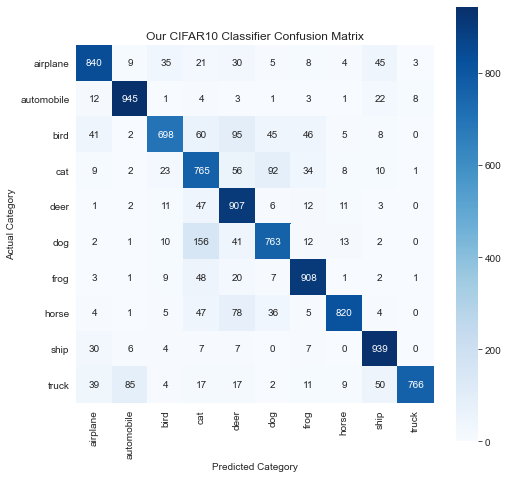 Our CIFAR10 Classifier Confusion Matrix
Actual Category
airplane 840 9 35 21 30 5 8 4 45 3
automobile 12 945 1 4 3 1 3 1 22 8
bird 41 2 698 60 95 45 46 5 8 0
cat 9 2 23 765 56 92 34 8 10 1
deer 1 2 11 47 907 6 12 11 3 0
dog 2 1 10 156 41 763 12 13 2 0
frog 3 1 9 48 20 7 908 1 2 1
horse 4 1 5 47 78 36 5 820 4 0
ship 30 6 4 7 7 0 7 0 939
truck 39 85 4 17 17 2 11 9 50 766
airplane automobile bird cat deer dog frog horse ship truck
Predicted Category
800
600
400
200
0